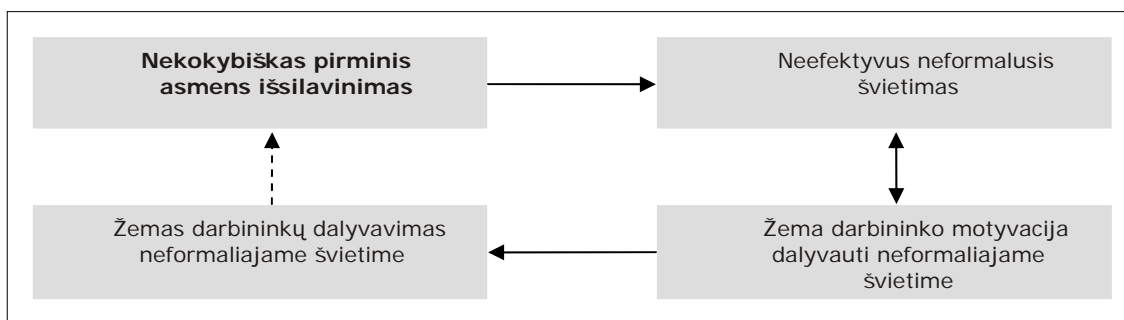 Nekokybiškas pirminis
asmens išsilavinimas
Neefektyvus neformalusis
švietimas
Žemas darbininkų dalyvavimas
neformaliajame švietime
Žema darbininko motyvacija
dalyvauti neformaliajame
švietime